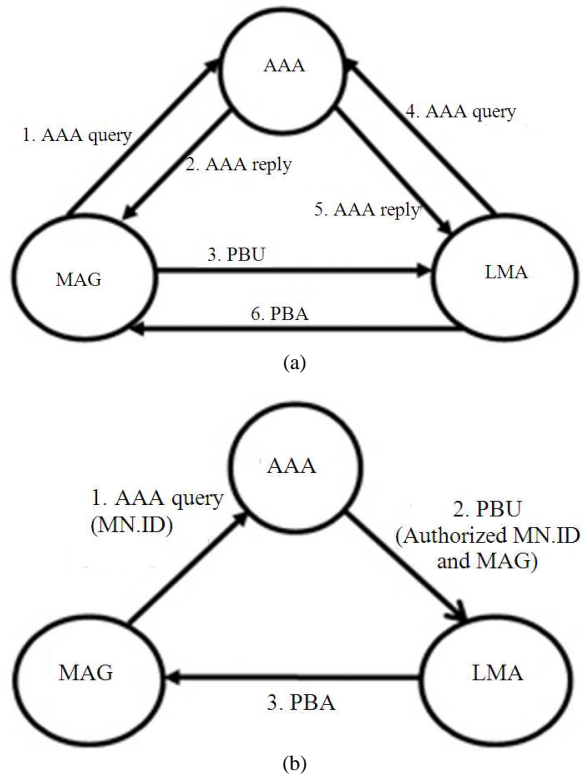 AAA
4. AAA query
1. AAA query
2. AAA reply
5. AAA reply
3. PBU
MAG
LMA
6. PBA
(a)
AAA
1. AAA query
(MN.ID)
2. PBU
(Authorized MN.ID
and MAG)
MAG
LMA
3. PBA
(b)